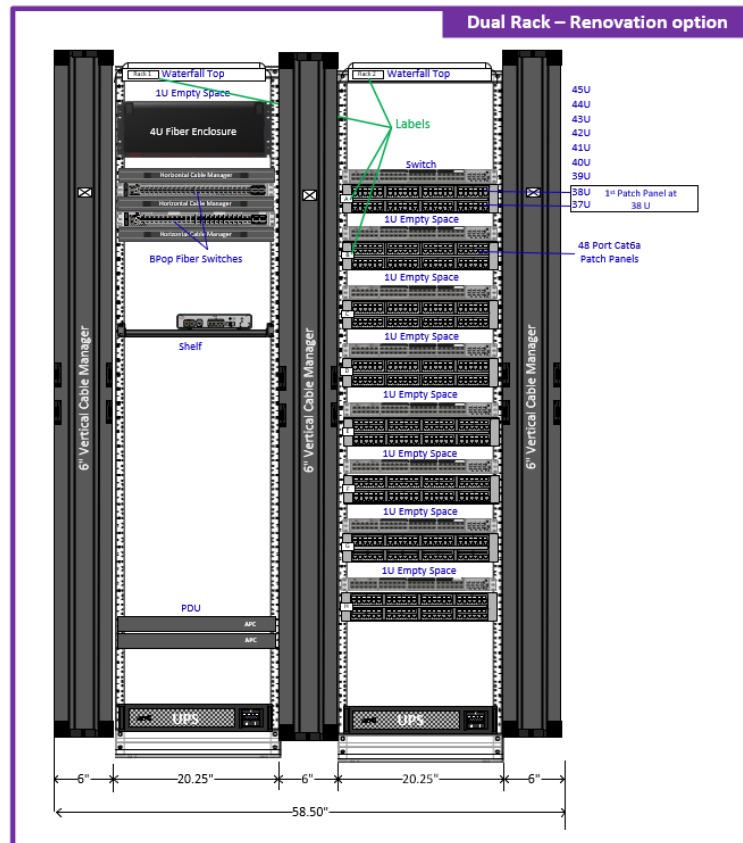 Dual Rack – Renovation option
Rack 1
Waterfall Top
1U Empty Space
4U Fiber Enclosure
Horizontal Cable Manager
Horizontal Cable Manager
Horizontal Cable Manager
BPop Fiber Switches
Shelf
PDU
APC
APC
UPS
6" Vertical Cable Manager
6" Vertical Cable Manager
6" Vertical Cable Manager
Rack 2
Waterfall Top
Labels
Switch
A
1U Empty Space
B
1U Empty Space
C
1U Empty Space
D
1U Empty Space
E
1U Empty Space
F
1U Empty Space
G
1U Empty Space
H
UPS
45U
44U
43U
42U
41U
40U
39U
38U
37U
1st Patch Panel at
38 U
48 Port Cat6a
Patch Panels
6"
20.25"
6"
20.25"
6"
58.50"